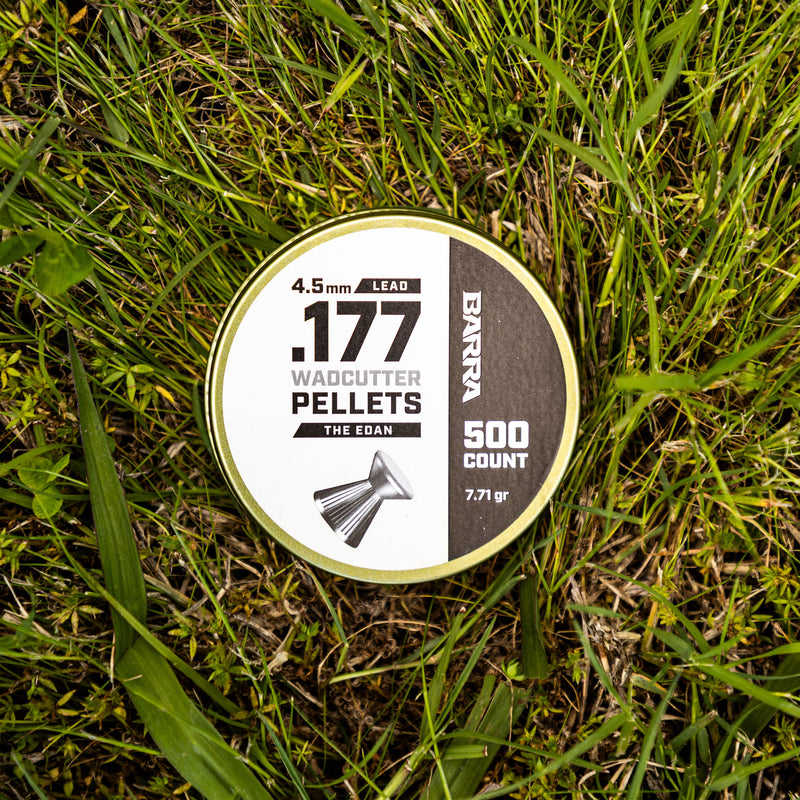 4.5mm LEAD
.177
WADCUTTER
PELLETS
THE EDAN
BARRA
500
COUNT
7.71 gr